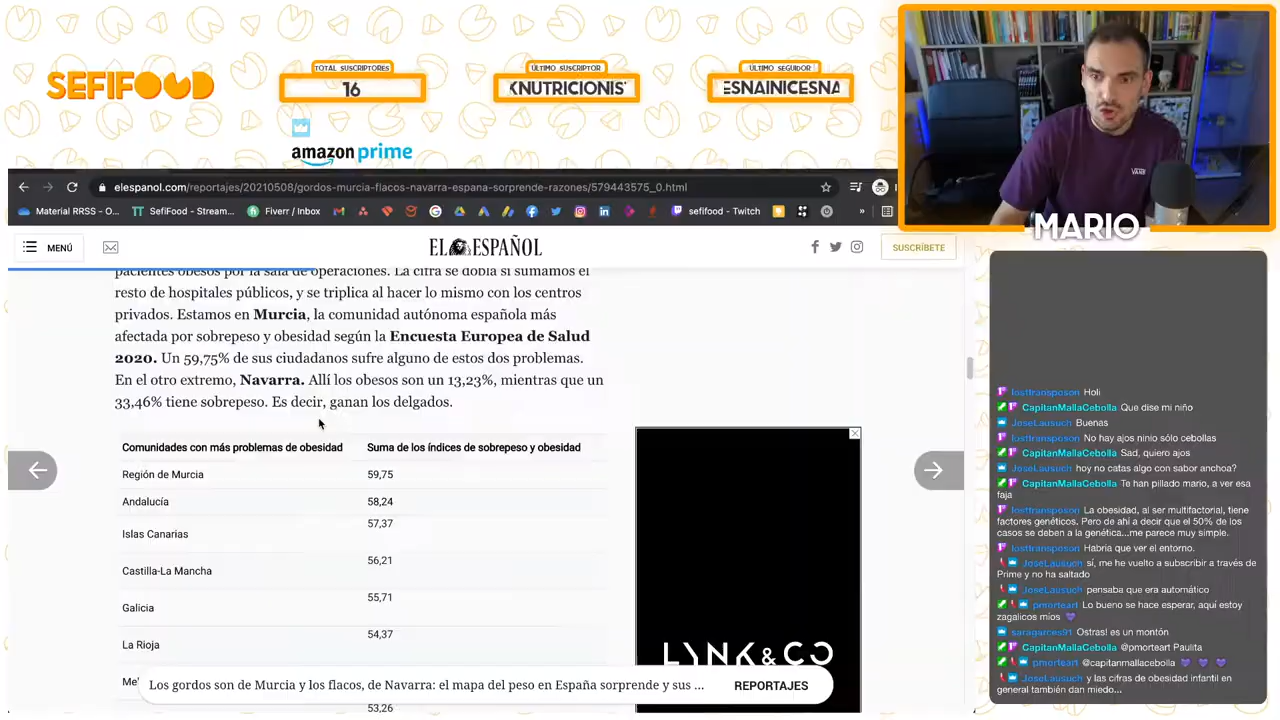 SEFIFOOD
TOTAL SUSCRIPTORES
16
ÚLTIMO SUSCRIPTOR
KNUTRICIONIS
ÚLTIMO SEGUIDOR
ESNAINICESNA
amazon prime
elespanol.com/reportajes/20210508/gordos-murcia-flacos-navarra-espana-sorprende-razones/579443575_0.html
Material RRSS - O...
SefiFood - Stream...
Fiverr / Inbox
sefifood - Twitch
»
VANS
MARIO
MENÚ
EL ESPAÑOL
SUSCRÍBETE
pacientes obesos por la sala de operaciones. La cifra se dobla si sumamos el
resto de hospitales públicos, y se triplica al hacer lo mismo con los centros
privados. Estamos en Murcia, la comunidad autónoma española más
afectada por sobrepeso y obesidad según la Encuesta Europea de Salud
2020. Un 59,75% de sus ciudadanos sufre alguno de estos dos problemas.
En el otro extremo, Navarra. Allí los obesos son un 13,23%, mientras que un
33,46% tiene sobrepeso. Es decir, ganan los delgados.
Comunidades con más problemas de obesidad Suma de los índices de sobrepeso y obesidad
Región de Murcia 59,75
Andalucía 58,24
Islas Canarias 57,37
Castilla-La Mancha 56,21
Galicia 55,71
La Rioja 54,37
53,26
LYNK & CO
Los gordos son de Murcia y los flacos, de Navarra: el mapa del peso en España sorprende y sus ...
REPORTAJES
losttransposon Holi
CapitanMallaCebolla Que dise mi niño
JoseLausuch Buenas
losttransposon No hay ajos ninio sólo cebollas
CapitanMallaCebolla Sad, quiero ajos
JoseLausuch hoy no catas algo con sabor anchoa?
CapitanMallaCebolla Te han pillado mario, a ver esa
faja
losttransposon La obesidad, al ser multifactorial, tiene
factores genéticos. Pero de ahi a decir que el 50% de los
casos se deben a la genética...me parece muy simple.
losttransposon Habría que ver el entorno.
JoseLausuch sí, me he vuelto a subscribir a través de
Prime y no ha saltado
JoseLausuch pensaba que era automático
pmorteart Lo bueno se hace esperar, aquí estoy
zagalicos míos
saragarces91 Ostras! es un montón
CapitanMallaCebolla @pmorteart Paulita
pmorteart @capitanmallacebolla
JoseLausuch y las cifras de obesidad infantil en
general también dan miedo...